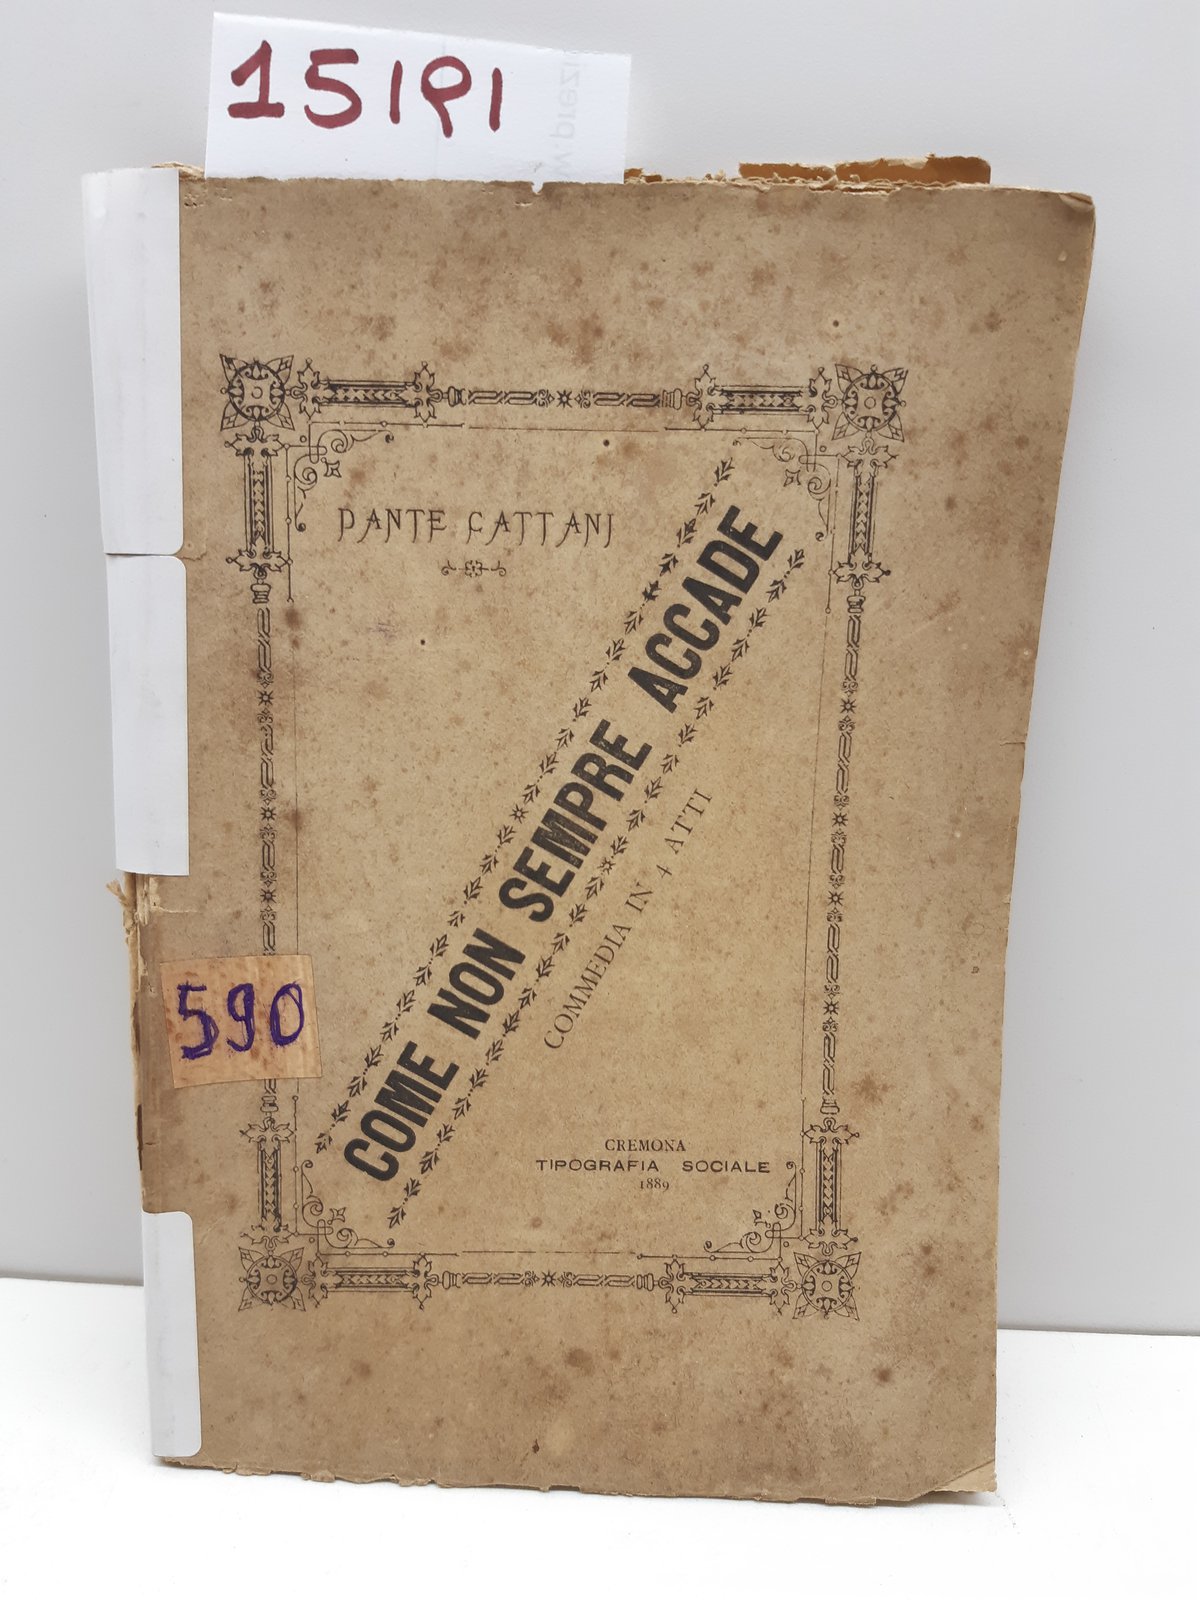 15191
DANTE CATTANI
COME NON SEMPRE ACCADE
COMMEDIA IN 4 ATTI
590
CREMONA
TIPOGRAFIA SOCIALE
1889